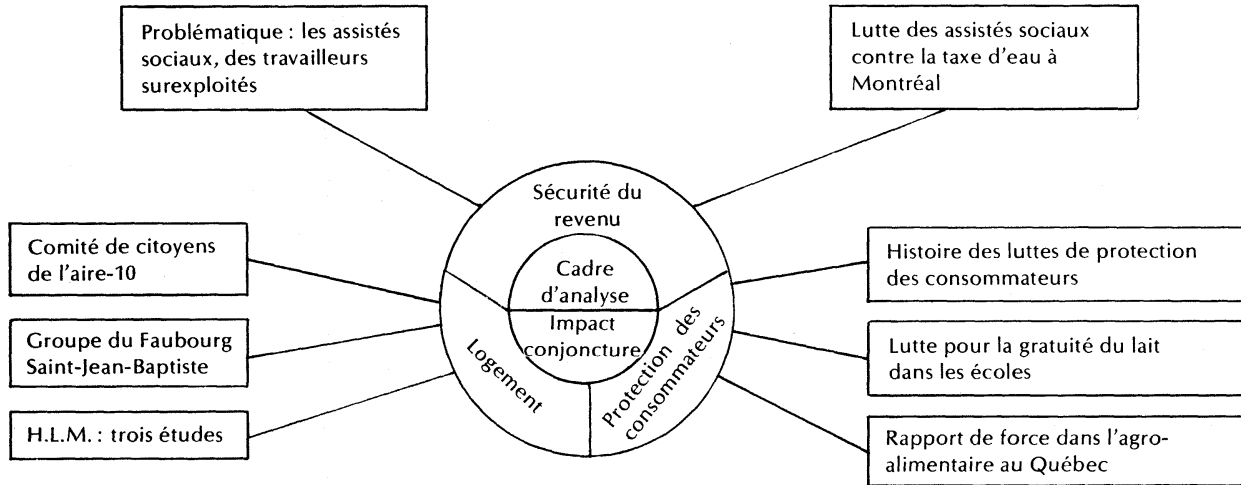 Problématique : les assistés
sociaux, des travailleurs
surexploités
Lutte des assistés sociaux
contre la taxe d'eau à
Montréal
Sécurité du
revenu
Comité de citoyens
de l'aire-10
Cadre
d'analyse
Impact
conjoncture
Histoire des luttes de protection
des consommateurs
Groupe du Faubourg
Saint-Jean-Baptiste
Logement
Protection des
consommateurs
Lutte pour la gratuité du lait
dans les écoles
H.L.M. : trois études
Rapport de force dans l'agro-
alimentaire au Québec